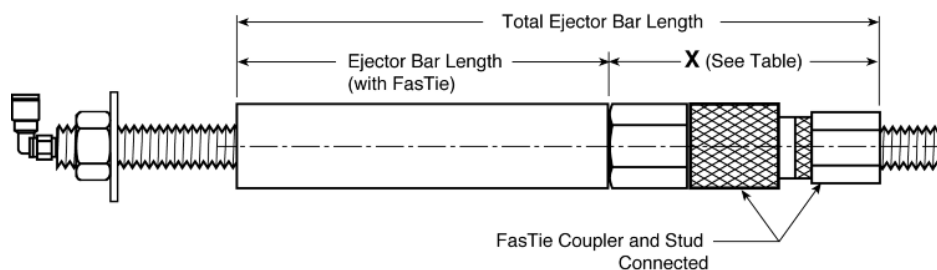 Total Ejector Bar Length
Ejector Bar Length
(with FasTie)
X (See Table)
FasTie Coupler and Stud
Connected